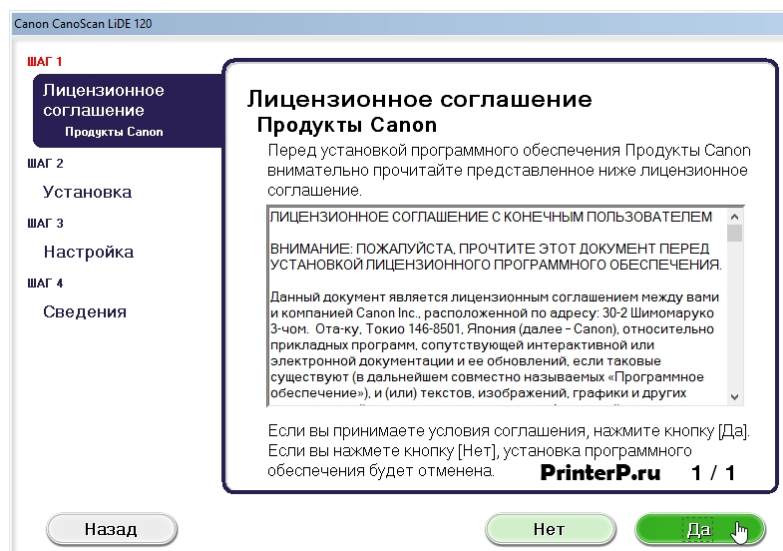 Canon CanoScan LiDE 120
ШАГ 1
Лицензионное
соглашение
Продукты Canon
ШАГ 2
Установка
ШАГ 3
Настройка
ШАГ 4
Сведения
Лицензионное соглашение
Продукты Canon
Перед установкой программного обеспечения Продукты Canon
внимательно прочитайте представленное ниже лицензионное
соглашение.
ЛИЦЕНЗИОННОЕ СОГЛАШЕНИЕ С КОНЕЧНЫМ ПОЛЬЗОВАТЕЛЕМ
ВНИМАНИЕ: ПОЖАЛУЙСТА, ПРОЧТИТЕ ЭТОТ ДОКУМЕНТ ПЕРЕД
УСТАНОВКОЙ ЛИЦЕНЗИОННОГО ПРОГРАММНОГО ОБЕСПЕЧЕНИЯ.
Данный документ является лицензионным соглашением между вами
и компанией Canon Inc., расположенной по адресу: 30-2 Шимомаруко
3-чом. Ота-ку, Токио 146-8501, Япония (далее – Canon), относительно
прикладных программ, сопутствующей интерактивной или
электронной документации и ее обновлений, если таковые
существуют (в дальнейшем совместно называемых «Программное
обеспечение»), и (или) текстов, изображений, графики и других
Если вы принимаете условия соглашения, нажмите кнопку [Да].
Если вы нажмете кнопку [Нет], установка программного
обеспечения будет отменена.
PrinterP.ru
1 / 1
Назад
Нет
Да